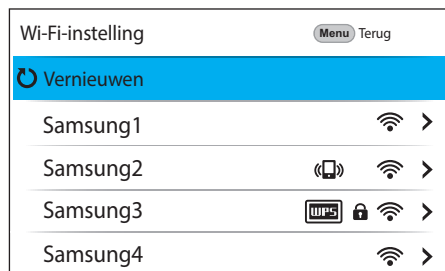 Wi-Fi-instelling Menu Terug
Vernieuwen
Samsung1
Samsung2
Samsung3 WPS
Samsung4